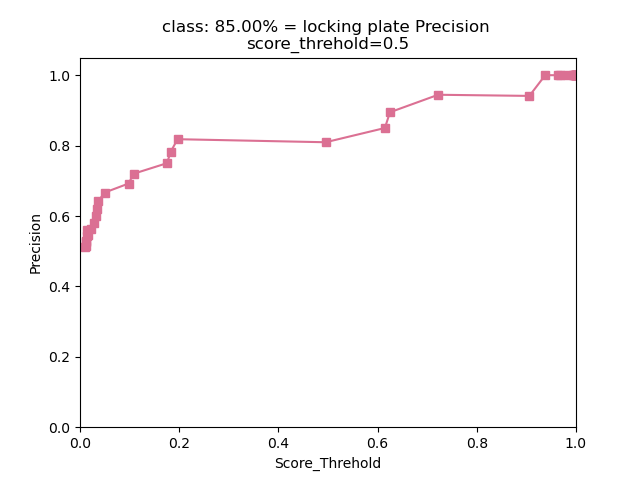 class: 85.00% = locking plate Precision
score_threhold=0.5
1.0
0.8
0.6
0.4
0.2
0.0
Precision
0.0 0.2 0.4 0.6 0.8 1.0
Score_Threhold